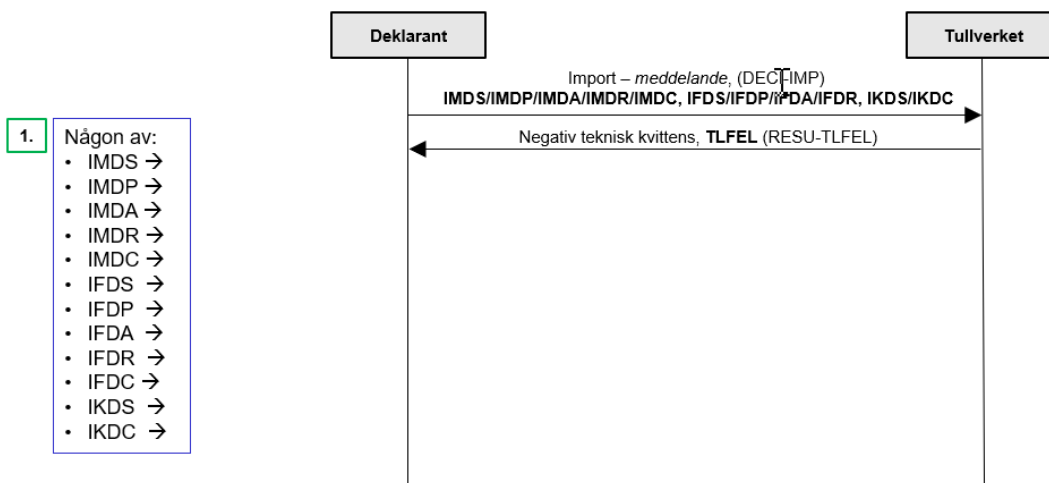 Deklarant
Tullverket
Import – meddelande, (DECL-IMP)
IMDS/IMDP/IMDA/IMDR/IMDC, IFDS/IFDP/IFDA/IFDR, IKDS/IKDC
Negativ teknisk kvittens, TLFEL (RESU-TLFEL)
1.
Någon av:
• IMDS →
• IMDP →
• IMDA →
• IMDR →
• IMDC →
• IFDS →
• IFDP →
• IFDA →
• IFDR →
• IFDC →
• IKDS →
• IKDC →